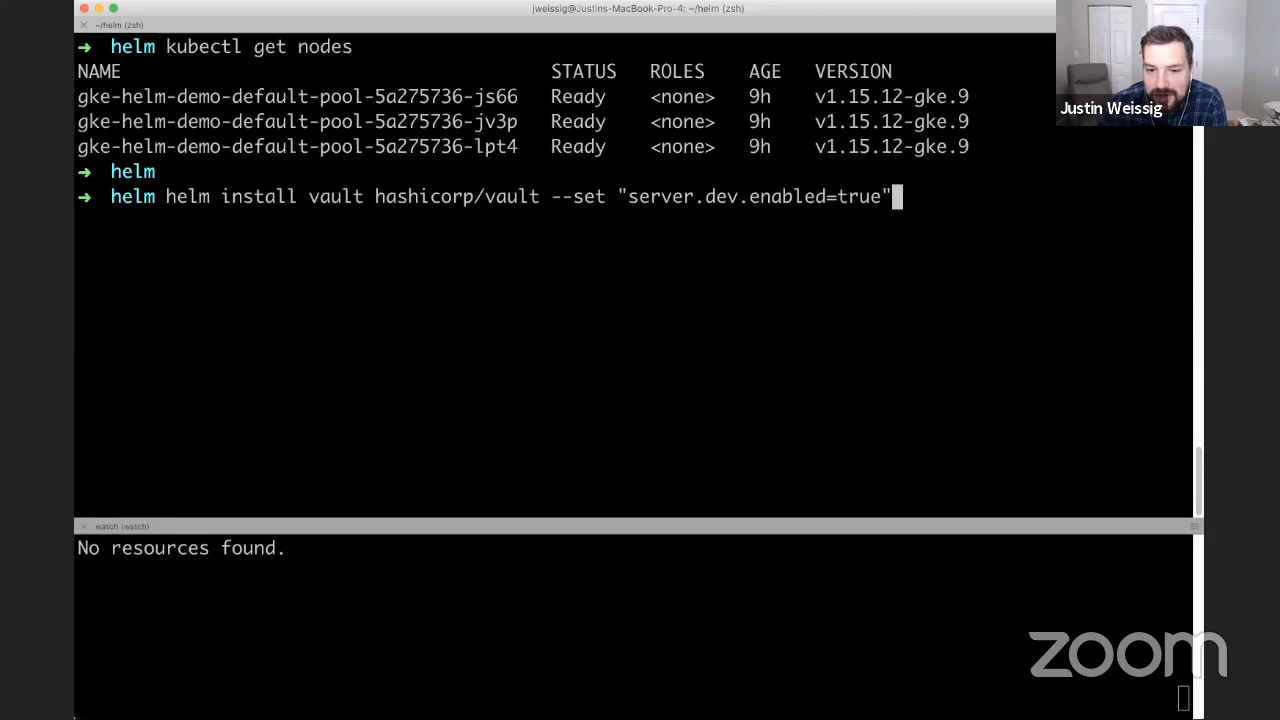 jweissig@Justins-MacBook-Pro-4: ~/helm (zsh)
~/helm (zsh)
➜ helm kubectl get nodes
NAME STATUS ROLES AGE VERSION
gke-helm-demo-default-pool-5a275736-js66 Ready <none> 9h v1.15.12-gke.9
gke-helm-demo-default-pool-5a275736-jv3p Ready <none> 9h v1.15.12-gke.9
gke-helm-demo-default-pool-5a275736-lpt4 Ready <none> 9h v1.15.12-gke.9
➜ helm
➜ helm helm install vault hashicorp/vault --set "server.dev.enabled=true"
Justin Weissig
watch (watch)
No resources found.
zoom